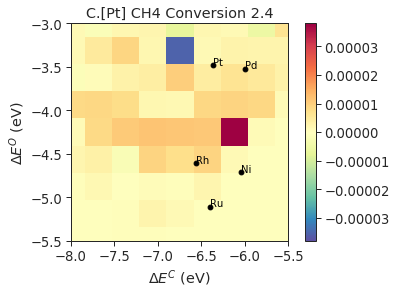 C.[Pt] CH4 Conversion 2.4
−3.0
−3.5
−4.0
−4.5
−5.0
−5.5
ΔE^O (eV)
Pt
Pd
Rh
Ni
Ru
−8.0 −7.5 −7.0 −6.5 −6.0 −5.5
ΔE^C (eV)
0.00003
0.00002
0.00001
0.00000
−0.00001
−0.00002
−0.00003